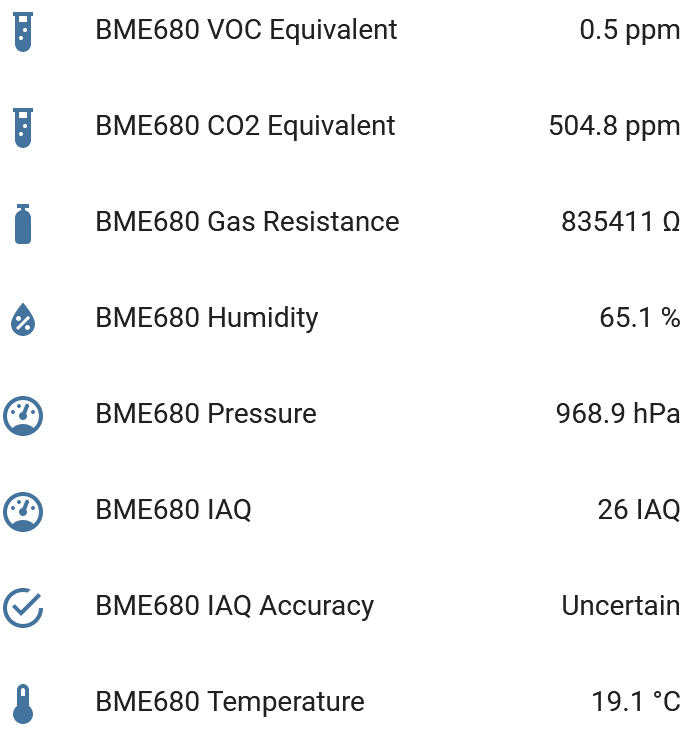 BME680 VOC Equivalent 0.5 ppm
BME680 CO2 Equivalent 504.8 ppm
BME680 Gas Resistance 835411 Ω
BME680 Humidity 65.1 %
BME680 Pressure 968.9 hPa
BME680 IAQ 26 IAQ
BME680 IAQ Accuracy Uncertain
BME680 Temperature 19.1 °C